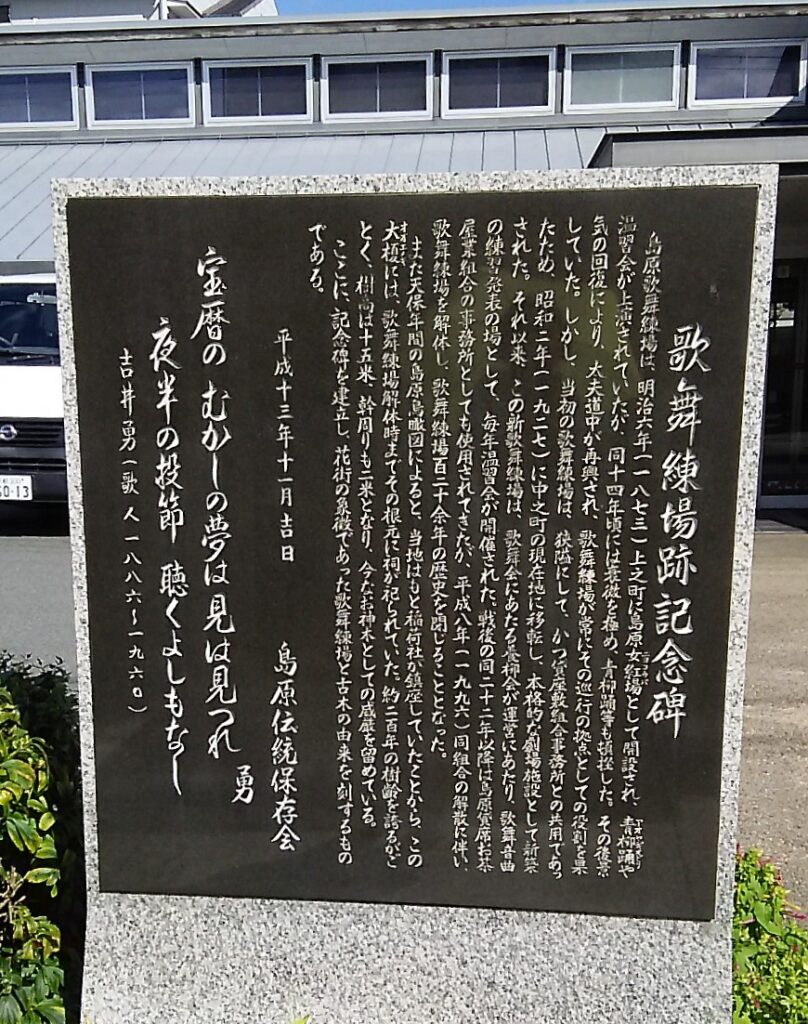 歌舞練場跡記念碑
島原歌舞練場は、明治六年(一八七三)上之町に島原女紅場として開設され、青柳踊や
温習会が上演されていたが、同十四年頃には衰微を極め、青柳踊等も頓挫した。その後景
気の回復により、太夫道中が再興され、歌舞練場が常にその巡行の拠点としての役割を果
していた。しかし、当初の歌舞練場は、狭隘にして、かつ貸座敷組合事務所との共用であっ
たため、昭和二年(一九二七)に中之町の現在地に移転し、本格的な劇場施設として新築
された。それ以来、この新歌舞練場は、歌舞会にあたる養柳会が運営にあたり、歌舞音曲
の練習発表の場として、毎年温習会が開催された。戦後の同二十二年以降は島原貸席お茶
屋業組合の事務所としても使用されてきたが、平成八年(一九九六)同組合の解散に伴い、
歌舞練場を解体し、歌舞練場百二十余年の歴史を閉じることとなった。
また天保年間の島原鳥瞰図によると、当地はもと稲荷社が鎮座していたことから、この
大榎には、歌舞練場解体時までその根元に祠が祀られていた。約二百年の樹齢を誇るがご
とく、樹高は十五米、幹周りも二米となり、今なお神木としての威厳を留めている。
ここに、記念碑を建立し、花街の象徴であった歌舞練場と古木の由来を刻するもの
である。
平成十三年十一月吉日
島原伝統保存会
宝暦の むかしの夢は 見は見つれ
夜半の投節 聴くよしもなし
勇
吉井勇(歌人 一八八六〜一九六〇)
60-13